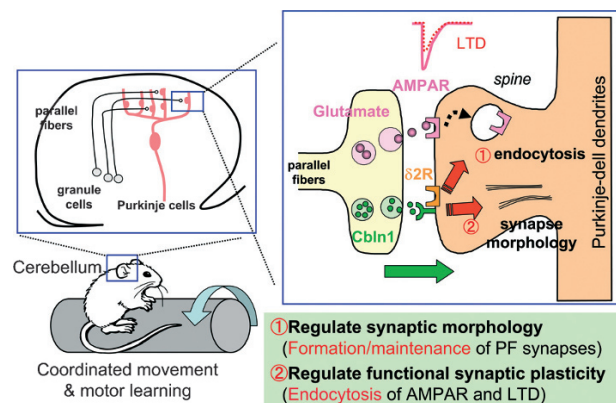 parallel
fibers
granule
cells
Purkinje cells
Cerebellum
Coordinated movement
& motor learning
LTD
AMPAR
spine
Glutamate
① endocytosis
parallel
fibers
δ2R
②
synapse
morphology
Cbln1
Purkinje-dell dendrites
①Regulate synaptic morphology
(Formation/maintenance of PF synapses)
②Regulate functional synaptic plasticity
(Endocytosis of AMPAR and LTD)